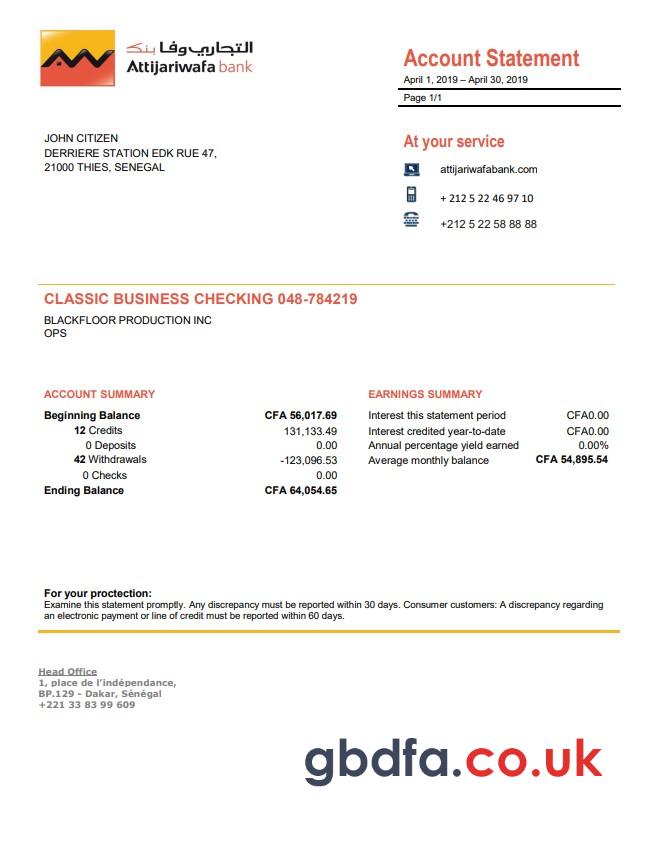 التجاري وفا بنك
Attijariwafa bank
Account Statement
April 1, 2019 – April 30, 2019
Page 1/1
JOHN CITIZEN
DERRIERE STATION EDK RUE 47,
21000 THIES, SENEGAL
At your service
attijariwafabank.com
+ 212 5 22 46 97 10
+212 5 22 58 88 88
CLASSIC BUSINESS CHECKING 048-784219
BLACKFLOOR PRODUCTION INC
OPS
ACCOUNT SUMMARY
Beginning Balance CFA 56,017.69
12 Credits 131,133.49
0 Deposits 0.00
42 Withdrawals -123,096.53
0 Checks 0.00
Ending Balance CFA 64,054.65
EARNINGS SUMMARY
Interest this statement period CFA0.00
Interest credited year-to-date CFA0.00
Annual percentage yield earned 0.00%
Average monthly balance CFA 54,895.54
For your proctection:
Examine this statement promptly. Any discrepancy must be reported within 30 days. Consumer customers: A discrepancy regarding
an electronic payment or line of credit must be reported within 60 days.
Head Office
1, place de l’indépendance,
BP.129 - Dakar, Sénégal
+221 33 83 99 609
gbdfa.co.uk